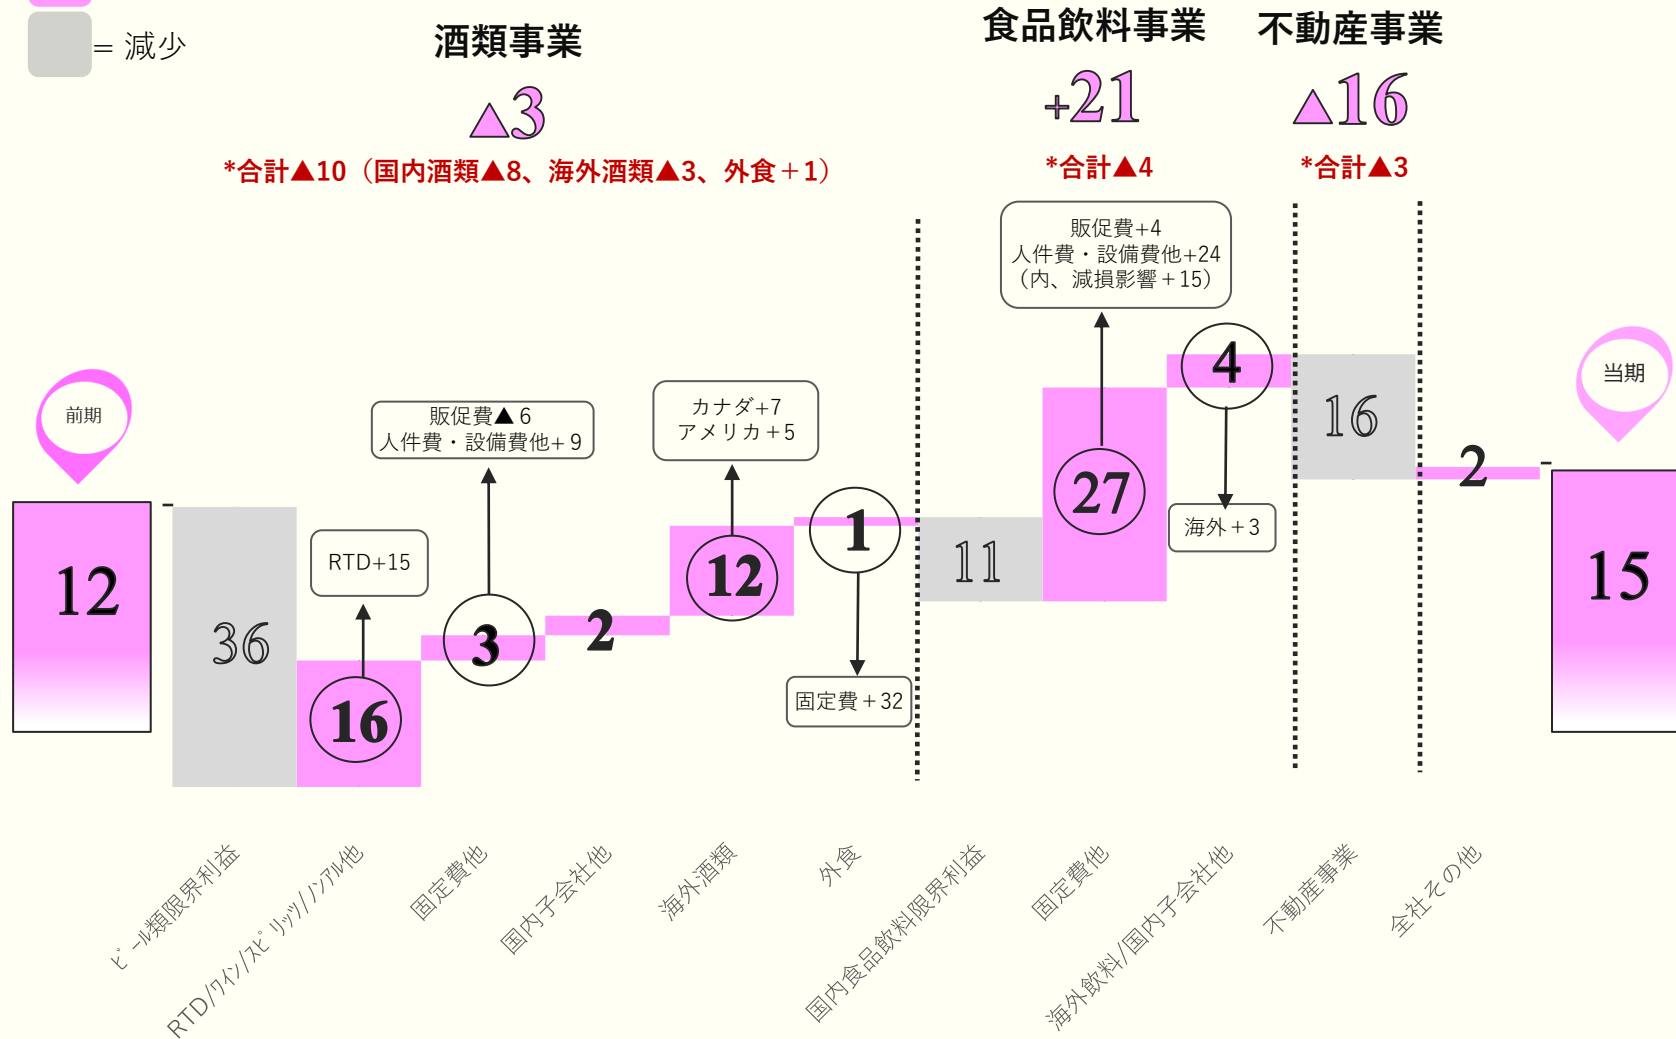 = 減少
酒類事業
▲3
*合計▲10（国内酒類▲8、海外酒類▲3、外食＋1）
食品飲料事業
+21
*合計▲4
不動産事業
▲16
*合計▲3
前期
12
36
RTD+15
16
販促費▲ 6
人件費・設備費他+ 9
3
2
カナダ+7
アメリカ＋5
12
1
固定費＋32
11
販促費+4
人件費・設備費他+24
（内、減損影響＋15）
27
4
海外＋3
16
2
当期
15
ﾋﾞｰﾙ類限界利益
RTD/ﾜｲﾝ/ｽﾋﾟﾘｯﾂ/ﾉﾝｱﾙ他
固定費他
国内子会社他
海外酒類
外食
国内食品飲料限界利益
固定費他
海外飲料/国内子会社他
不動産事業
全社その他